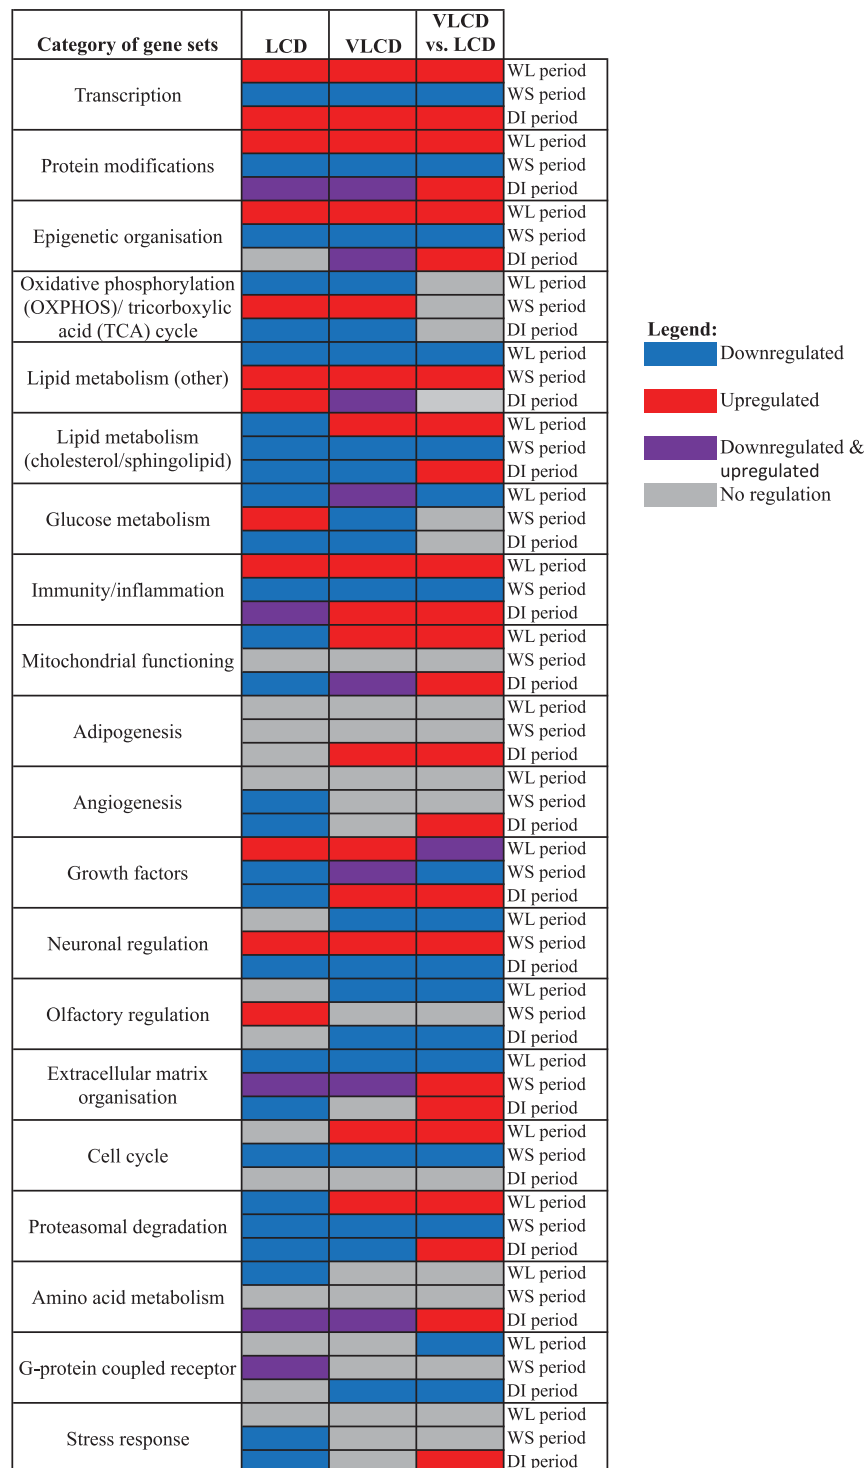 Category of gene sets LCD VLCD VLCD
vs. LCD
Transcription
WL period
WS period
DI period
Protein modifications
WL period
WS period
DI period
Epigenetic organisation
WL period
WS period
DI period
Oxidative phosphorylation
(OXPHOS)/ tricorboxylic
acid (TCA) cycle
WL period
WS period
DI period
Lipid metabolism (other)
WL period
WS period
DI period
Lipid metabolism
(cholesterol/sphingolipid)
WL period
WS period
DI period
Glucose metabolism
WL period
WS period
DI period
Immunity/inflammation
WL period
WS period
DI period
Mitochondrial functioning
WL period
WS period
DI period
Adipogenesis
WL period
WS period
DI period
Angiogenesis
WL period
WS period
DI period
Growth factors
WL period
WS period
DI period
Neuronal regulation
WL period
WS period
DI period
Olfactory regulation
WL period
WS period
DI period
Extracellular matrix
organisation
WL period
WS period
DI period
Cell cycle
WL period
WS period
DI period
Proteasomal degradation
WL period
WS period
DI period
Amino acid metabolism
WL period
WS period
DI period
G-protein coupled receptor
WL period
WS period
DI period
Stress response
WL period
WS period
DI period
Legend:
Downregulated
Upregulated
Downregulated &
upregulated
No regulation